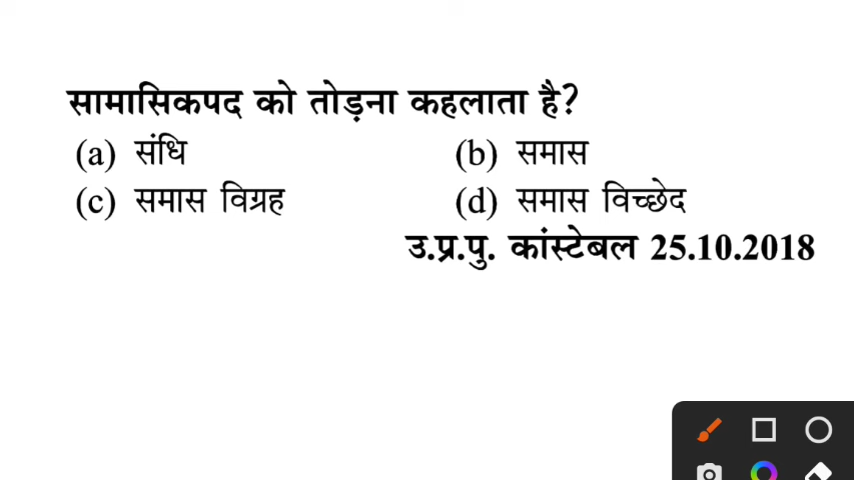 सामासिकपद को तोड़ना कहलाता है?
(a) संधि (b) समास
(c) समास विग्रह (d) समास विच्छेद
उ.प्र.पु. कांस्टेबल 25.10.2018